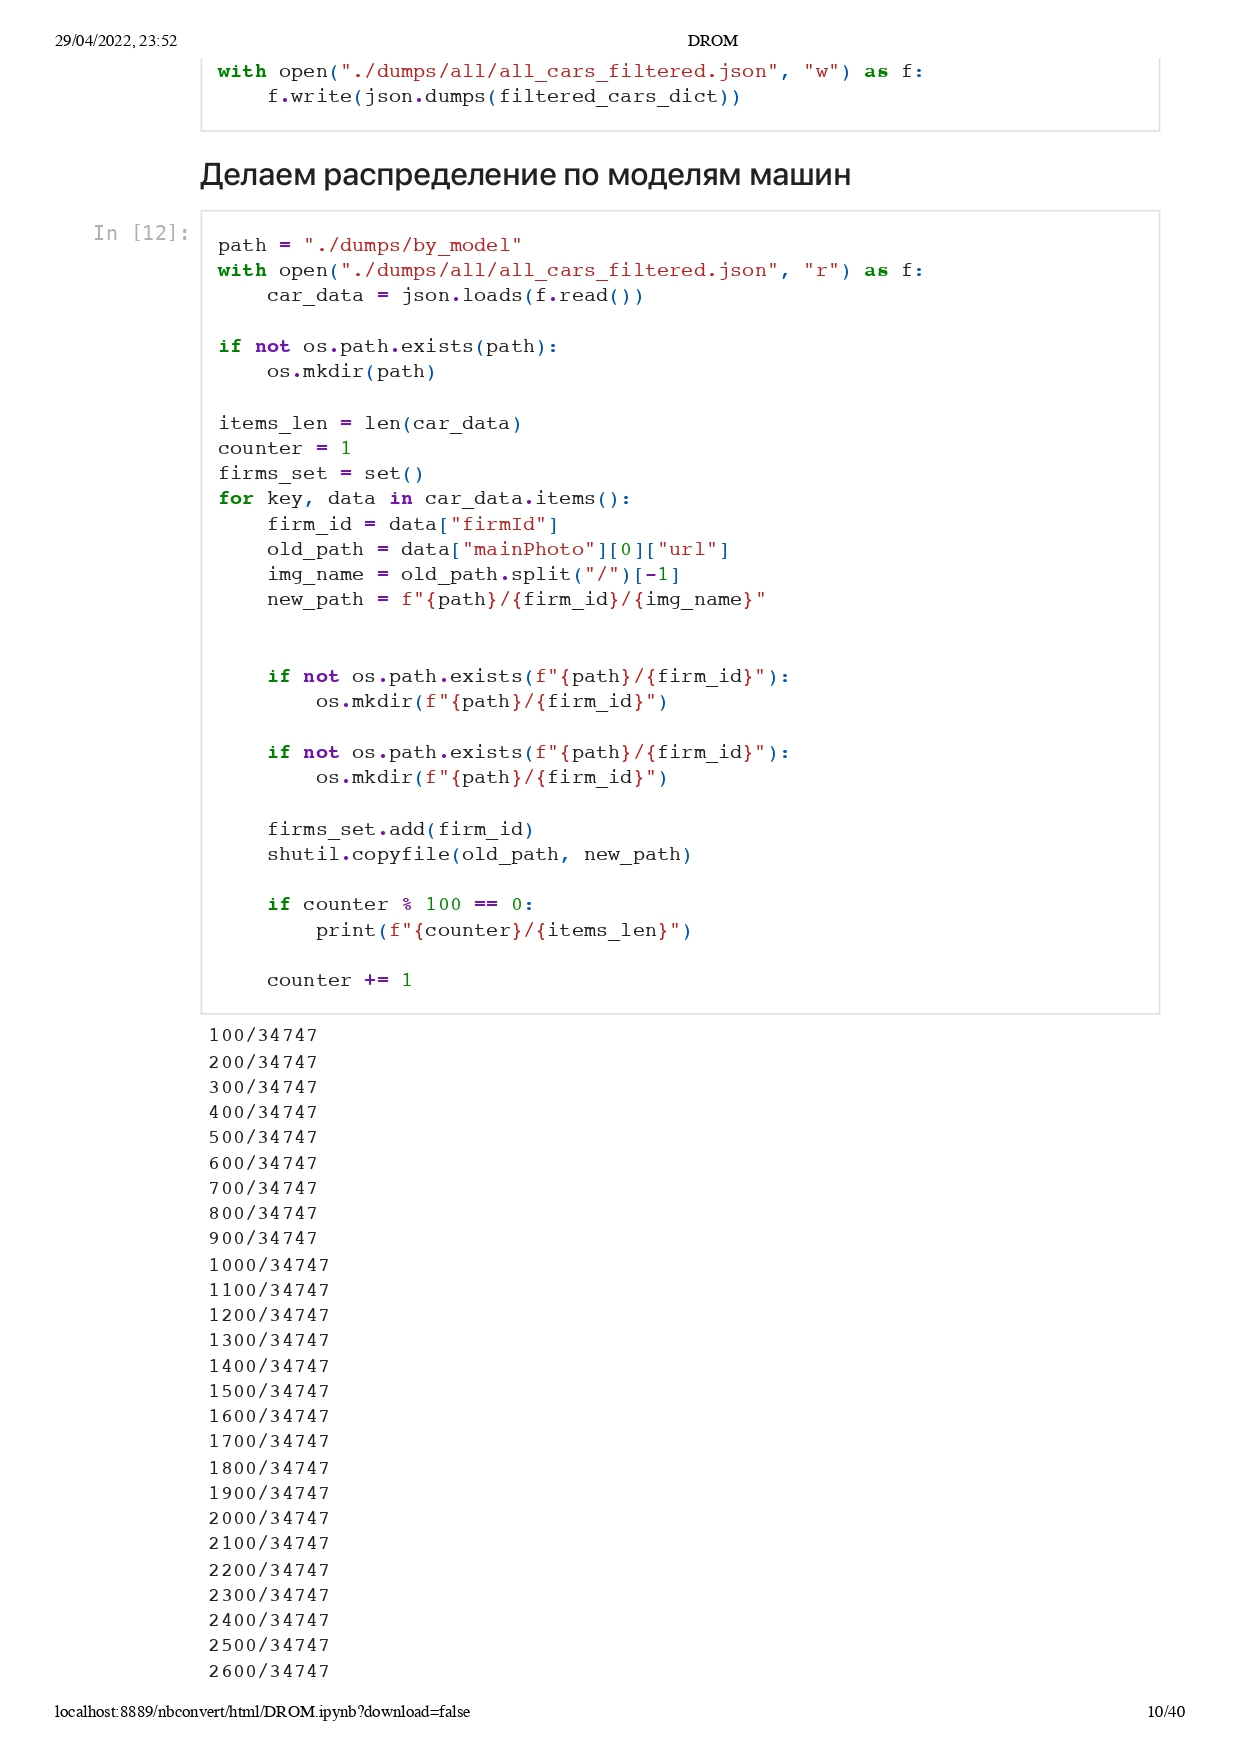 29/04/2022, 23:52
DROM
with open("./dumps/all/all_cars_filtered.json", "w") as f:
    f.write(json.dumps(filtered_cars_dict))
Делаем распределение по моделям машин
In [12]:
path = "./dumps/by_model"
with open("./dumps/all/all_cars_filtered.json", "r") as f:
    car_data = json.loads(f.read())
if not os.path.exists(path):
    os.mkdir(path)
items_len = len(car_data)
counter = 1
firms_set = set()
for key, data in car_data.items():
    firm_id = data["firmId"]
    old_path = data["mainPhoto"][0]["url"]
    img_name = old_path.split("/")[-1]
    new_path = f"{path}/{firm_id}/{img_name}"
    if not os.path.exists(f"{path}/{firm_id}"):
        os.mkdir(f"{path}/{firm_id}")
    if not os.path.exists(f"{path}/{firm_id}"):
        os.mkdir(f"{path}/{firm_id}")
    firms_set.add(firm_id)
    shutil.copyfile(old_path, new_path)
    if counter % 100 == 0:
        print(f"{counter}/{items_len}")
    counter += 1
100/34747
200/34747
300/34747
400/34747
500/34747
600/34747
700/34747
800/34747
900/34747
1000/34747
1100/34747
1200/34747
1300/34747
1400/34747
1500/34747
1600/34747
1700/34747
1800/34747
1900/34747
2000/34747
2100/34747
2200/34747
2300/34747
2400/34747
2500/34747
2600/34747
localhost:8889/nbconvert/html/DROM.ipynb?download=false
10/40